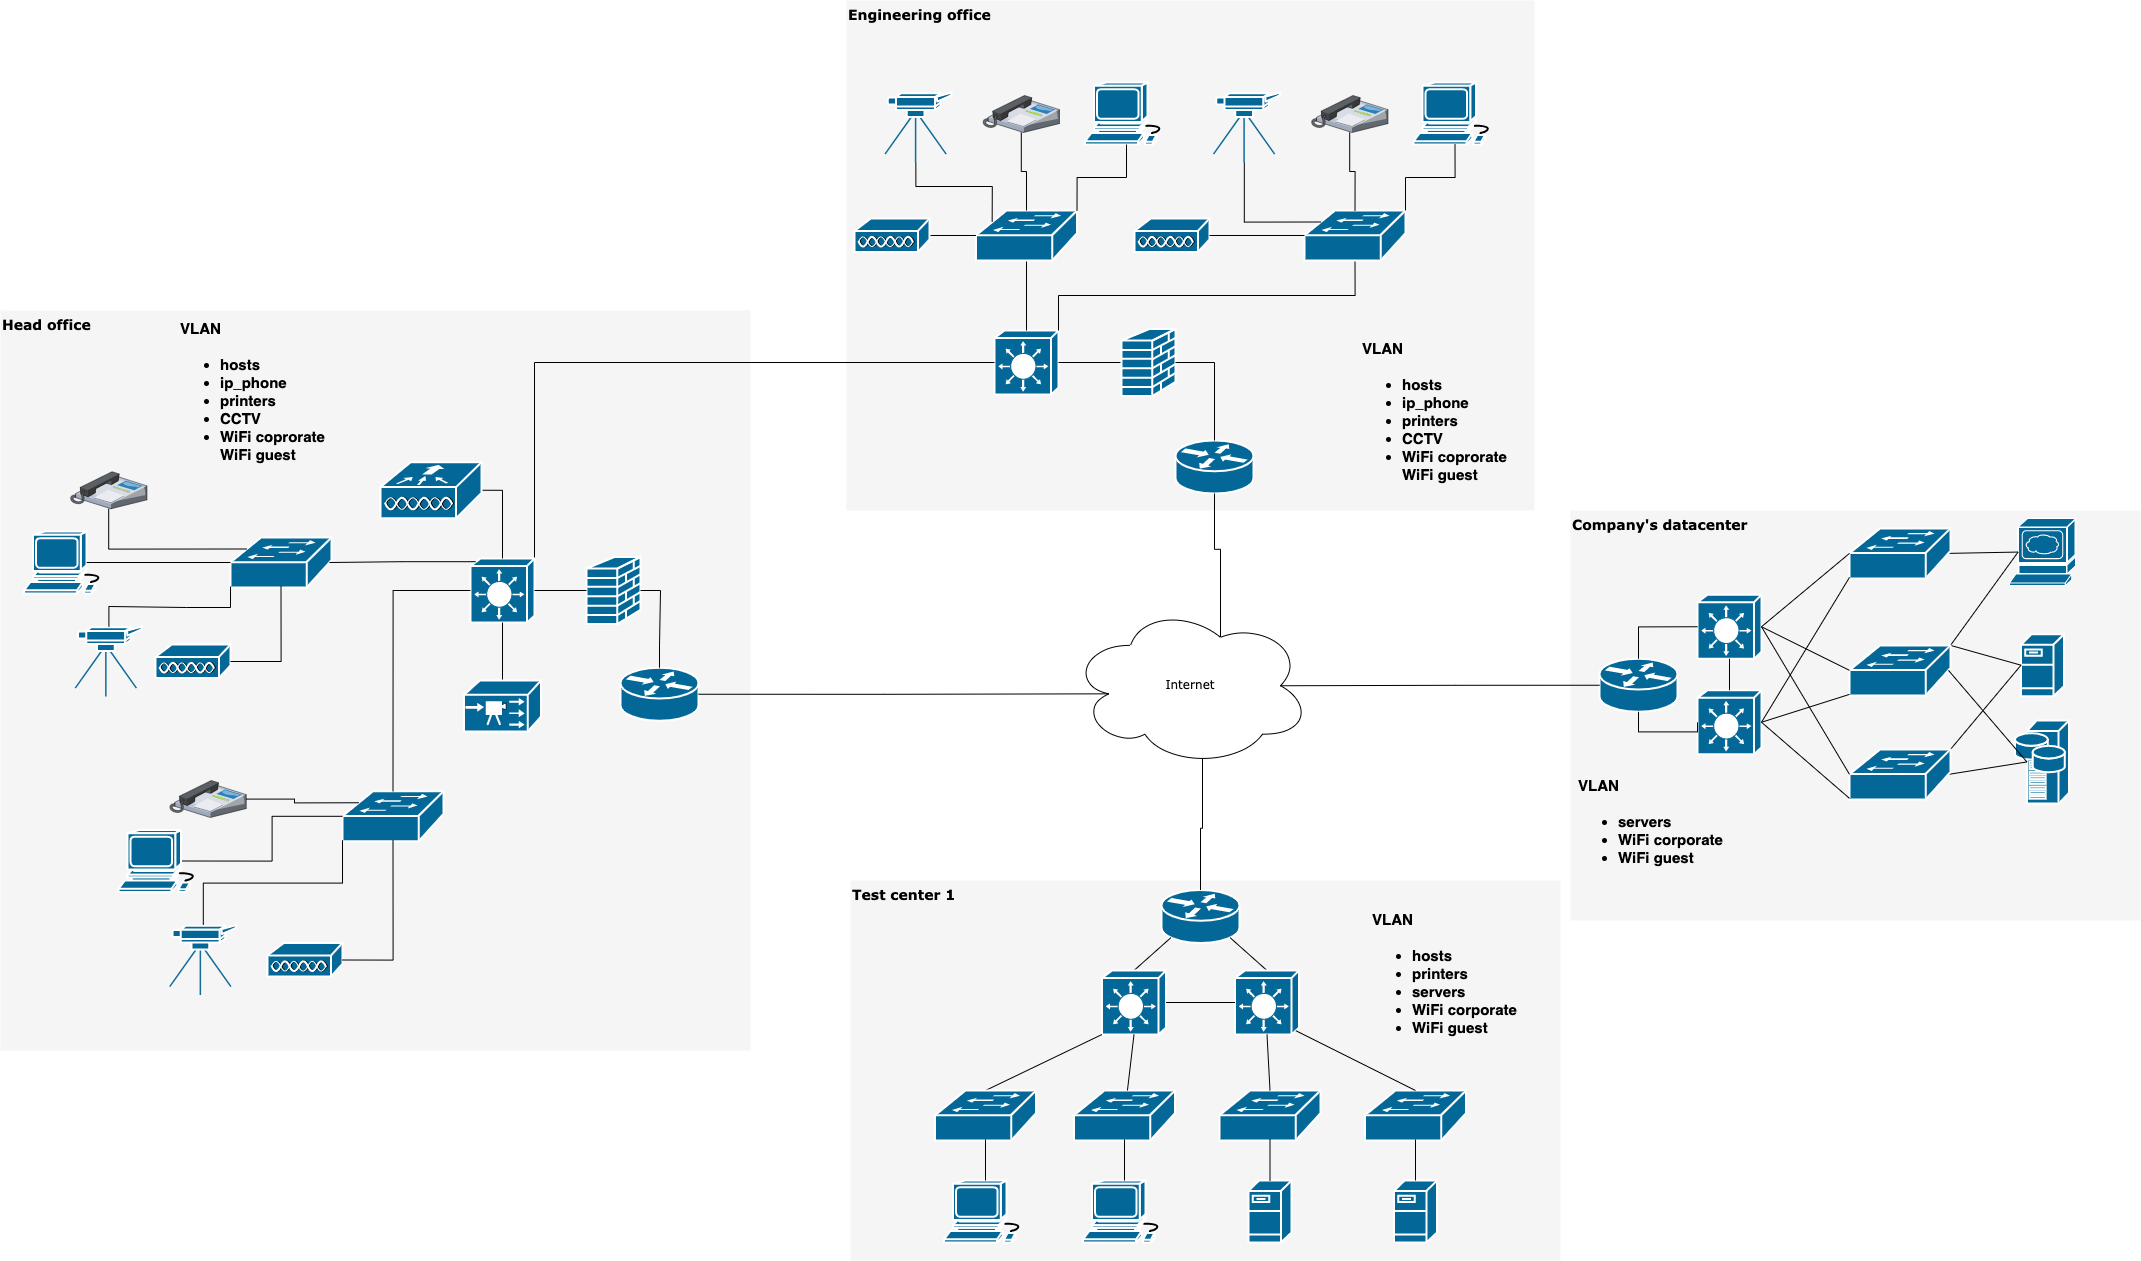 Engineering office
VLAN
hosts
ip_phone
printers
CCTV
WiFi coprorate
WiFi guest
Head office
VLAN
hosts
ip_phone
printers
CCTV
WiFi coprorate
WiFi guest
Internet
Company's datacenter
VLAN
servers
WiFi corporate
WiFi guest
Test center 1
VLAN
hosts
printers
servers
WiFi corporate
WiFi guest